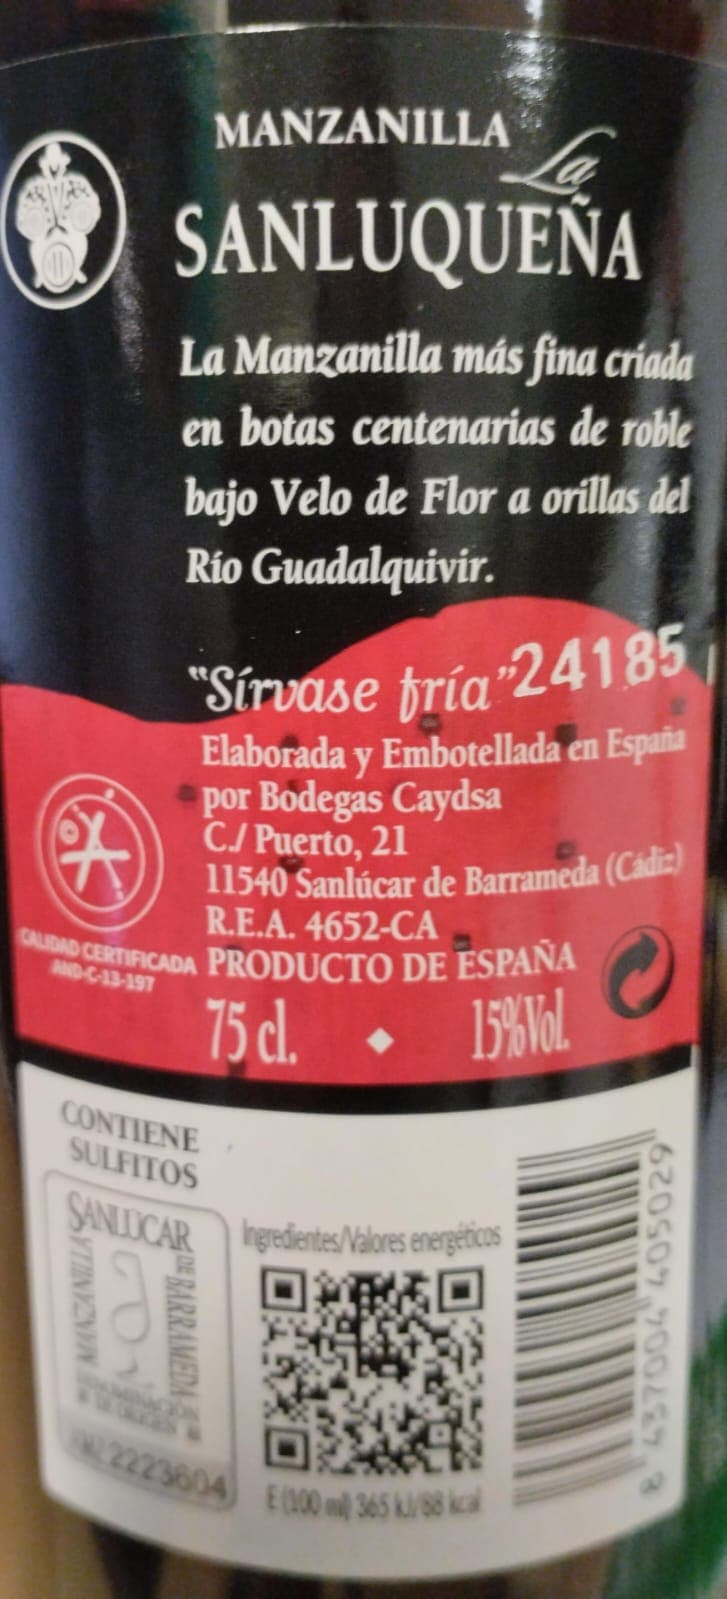 MANZANILLA La
SANLUQUEÑA
La Manzanilla más fina criada
en botas centenarias de roble
bajo Velo de Flor a orillas del
Río Guadalquivir.
"Sírvase fría" 24185
Elaborada y Embotellada en España
por Bodegas Caydsa
C./ Puerto, 21
11540 Sanlúcar de Barrameda (Cádiz)
R.E.A. 4652-CA
CALIDAD CERTIFICADA
AND-C-13-197
PRODUCTO DE ESPAÑA
75 cl. ◆ 15%Vol.
CONTIENE
SULFITOS
SANLÚCAR
DE BARRAMEDA
MANZANILLA
DENOMINACIÓN
DE ORIGEN
2223604
Ingredientes/Valores energéticos
E (100 ml) 365 kJ/88 kcal
8 437004 405029